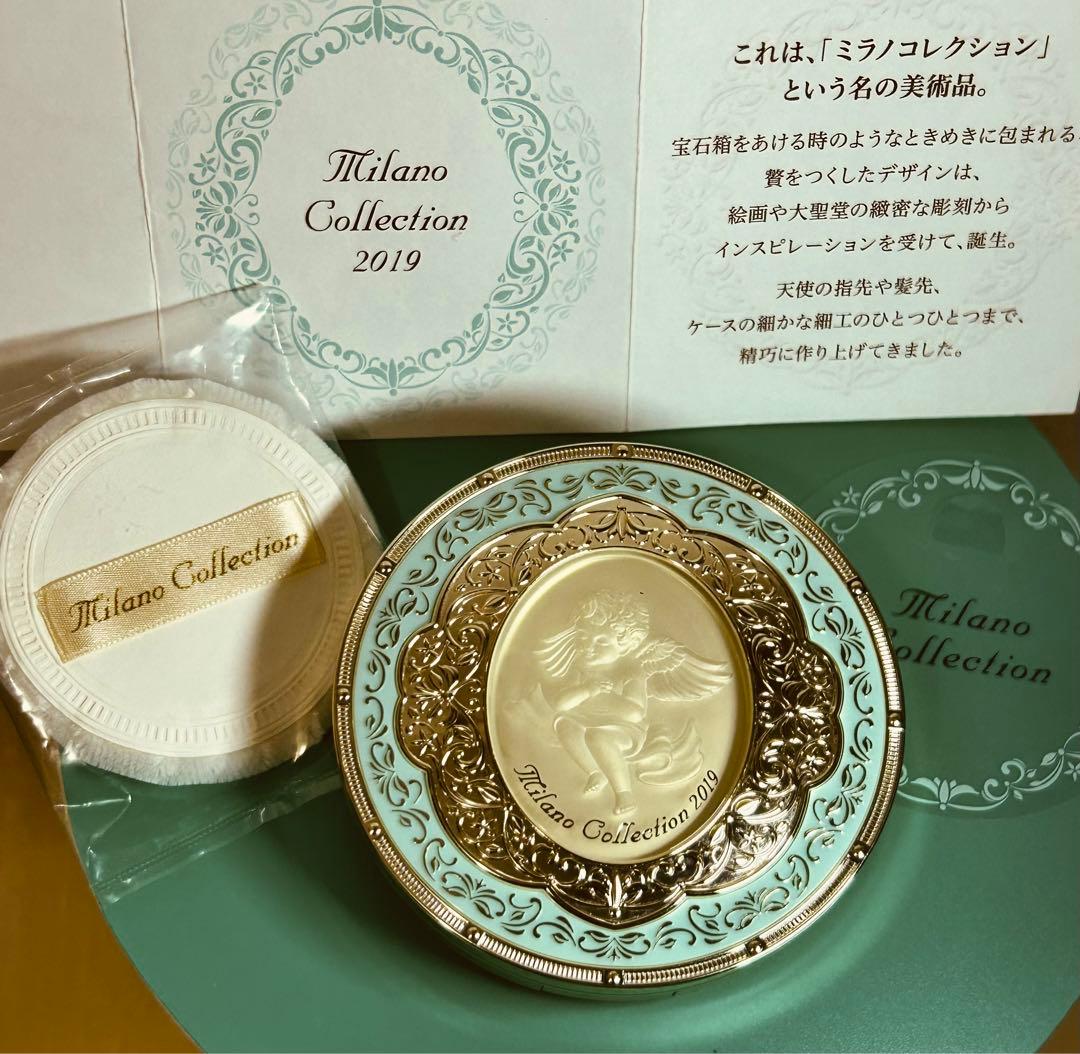 Milano
Collection
2019
これは、「ミラノコレクション」
という名の美術品。
宝石箱をあける時のようなときめきに包まれる、
贅をつくしたデザインは、
絵画や大聖堂の緻密な彫刻から
インスピレーションを受けて、誕生。
天使の指先や髪先、
ケースの細かな細工のひとつひとつまで、
精巧に作り上げてきました。
Milano Collection
Milano Collection 2019
Milano
Collection